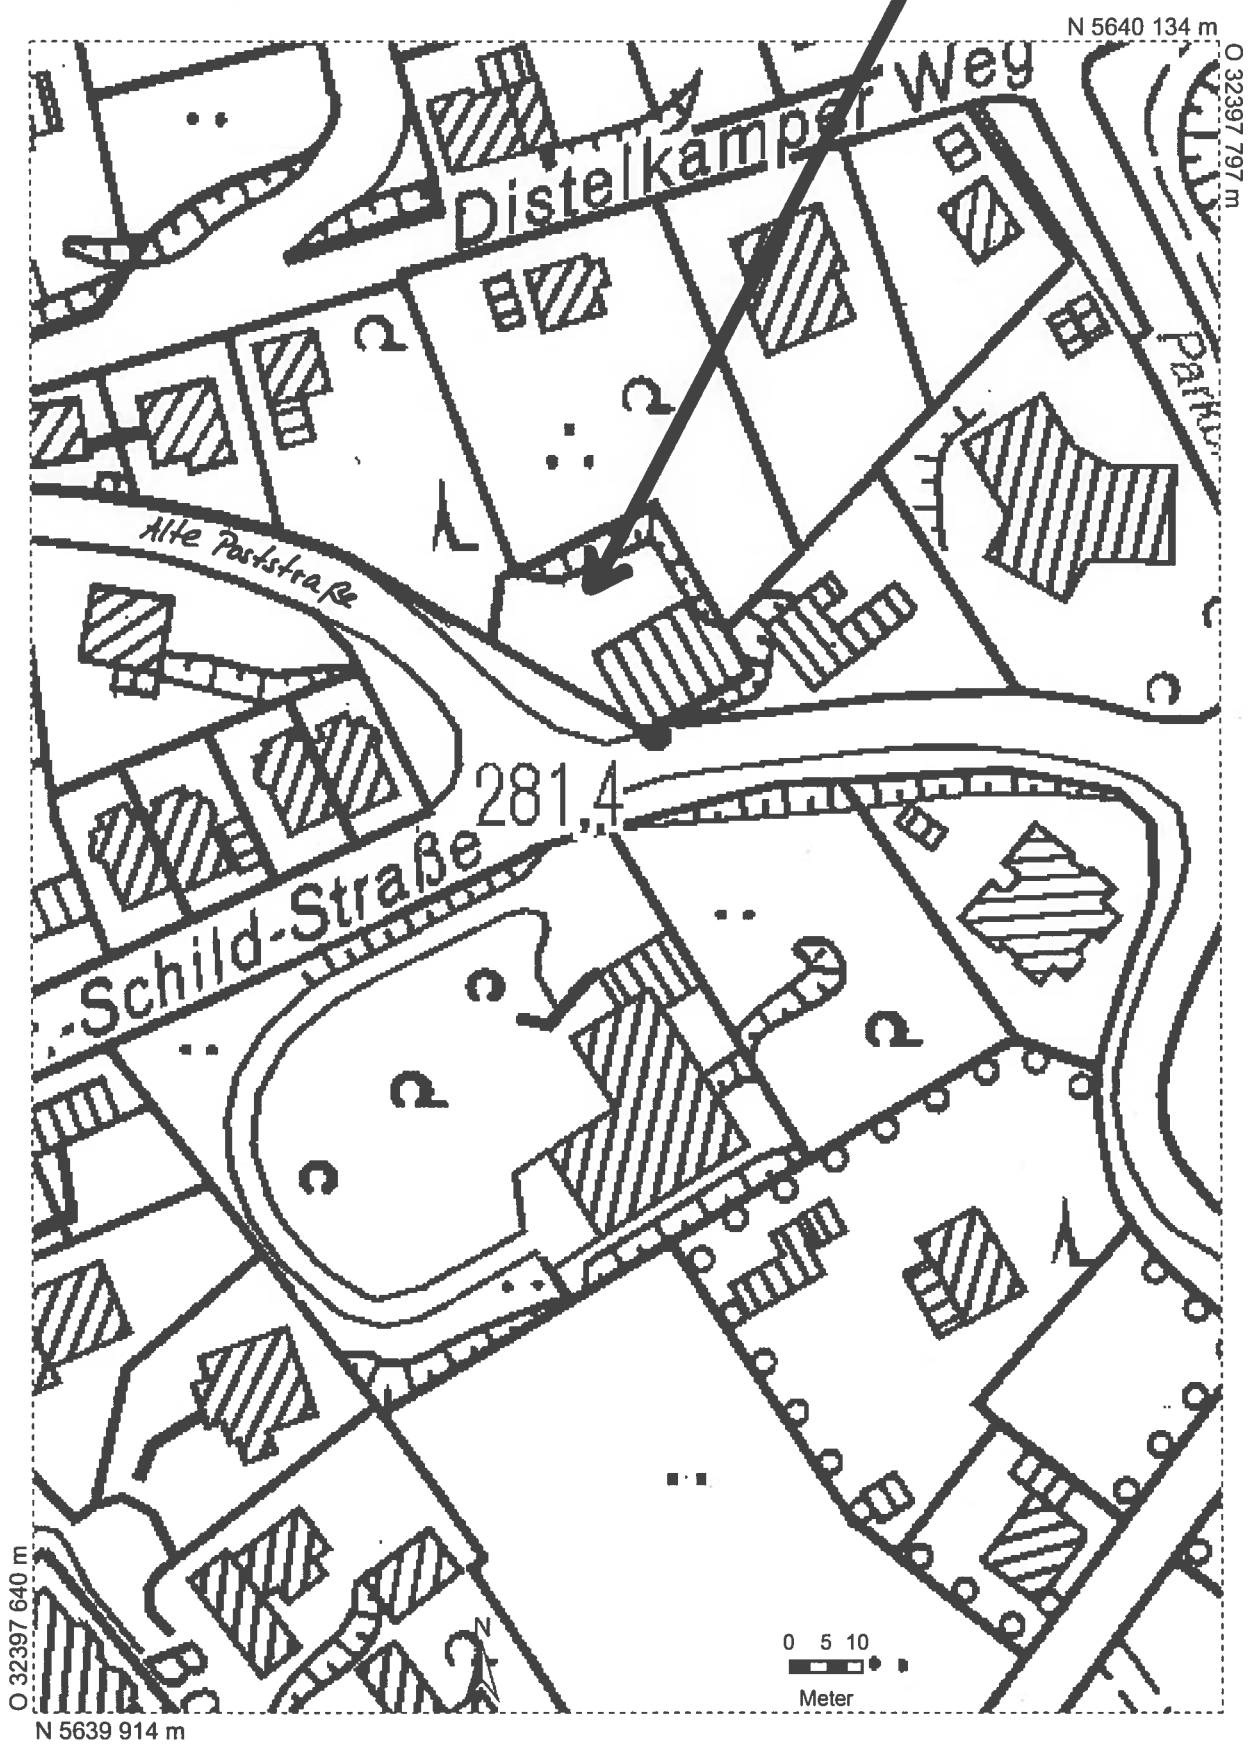 N 5640 134 m
O 32397 797 m
Distelkamper Weg
Alte Poststraße
281,4
-Schild-Straße
N
0 5 10
Meter
O 32397 640 m
N 5639 914 m